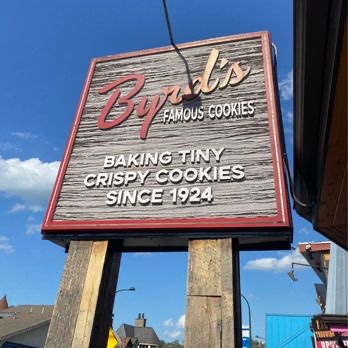 Byrd's
FAMOUS COOKIES
BAKING TINY
CRISPY COOKIES
SINCE 1924